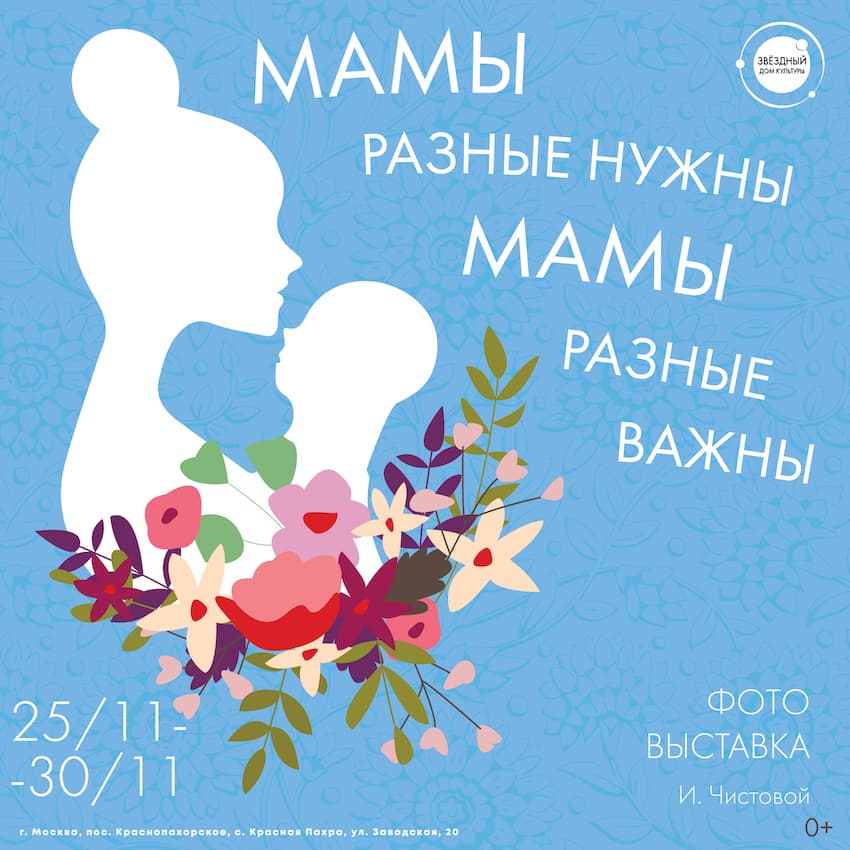 ЗВЁЗДНЫЙ
ДОМ КУЛЬТУРЫ
МАМЫ
РАЗНЫЕ НУЖНЫ
МАМЫ
РАЗНЫЕ
ВАЖНЫ
25/11-
-30/11
ФОТО
ВЫСТАВКА
И. Чистовой
г. Москва, пос. Краснопахорское, с. Красная Пахра, ул. Заводская, 20
0+